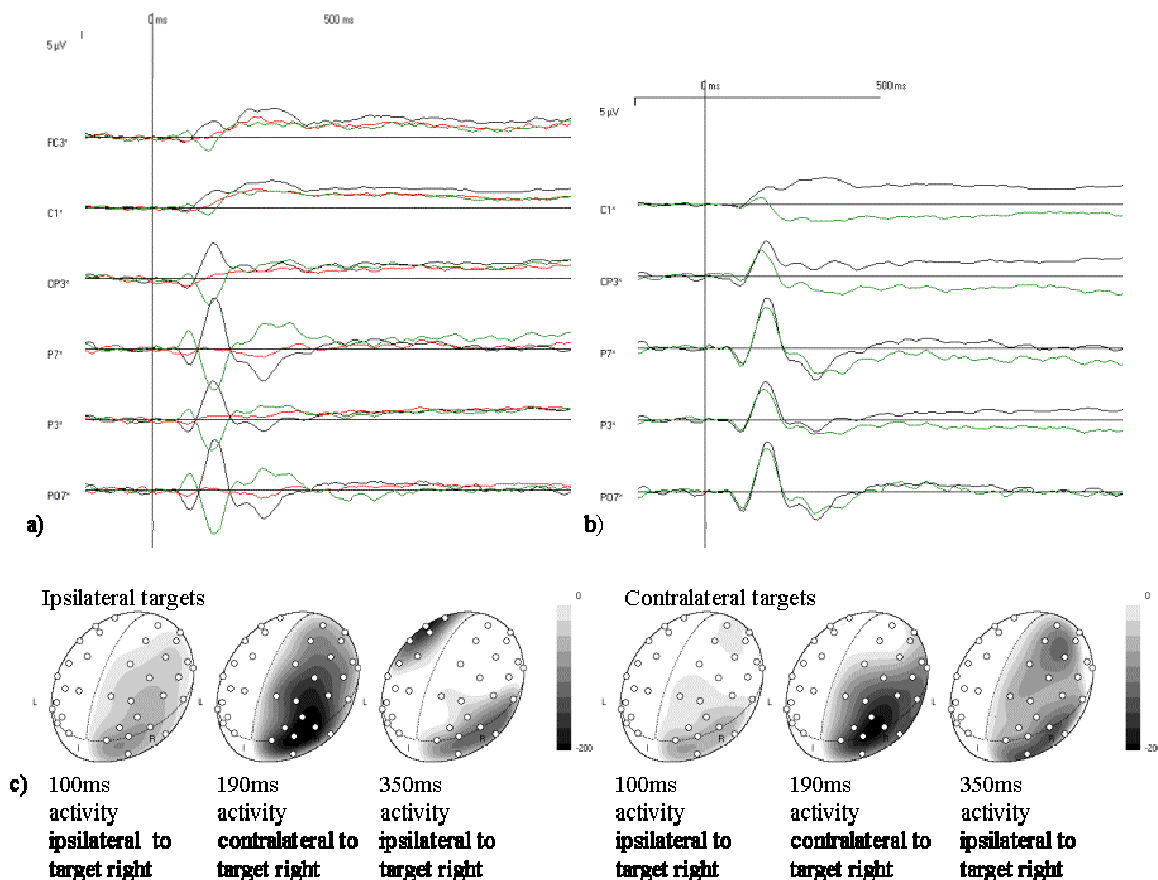 0 ms 500 ms
5 µV
FC3*
C1*
CP3*
P7*
P3*
PO7*
a)
0 ms 500 ms
5 µV
C1*
CP3*
P7*
P3*
PO7*
b)
Ipsilateral targets
0
-200
L
I
R
Contralateral targets
0
-20
L
I
R
c)
100ms
activity
ipsilateral to
target right
190ms
activity
contralateral to
target right
350ms
activity
ipsilateral to
target right
100ms
activity
ipsilateral to
target right
190ms
activity
contralateral to
target right
350ms
activity
ipsilateral to
target right